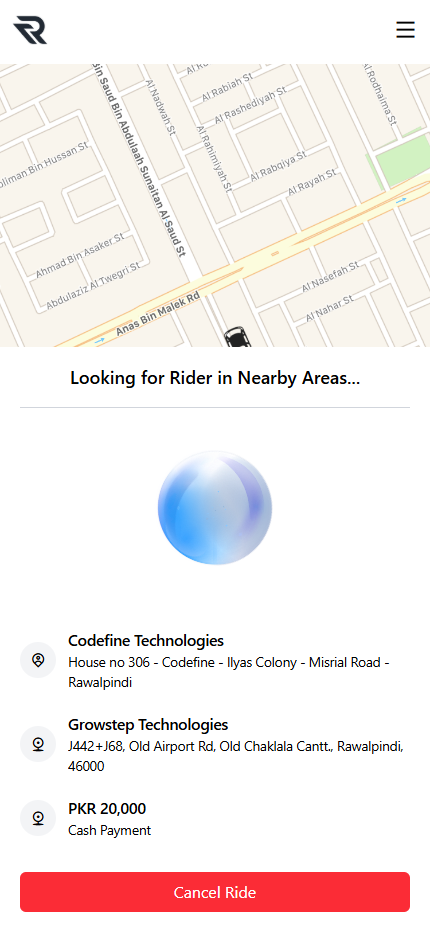 Bin Saud Bin Abdulaah Sunaitan Al Saud St
Al Nadwah St
Al Rabiah St
Al Rashediyah St
Al Rodhaima St
Al Rahimiyah St
Al Rabqiya St
Al Rayah St
Bin Hussan St
Ahmad Bin Asaker St
Abdulaziz Al Twegri St
Anas Bin Malek Rd
Al Nasefah St
Al Nahar St
Looking for Rider in Nearby Areas...
Codefine Technologies
House no 306 - Codefine - Ilyas Colony - Misrial Road -
Rawalpindi
Growstep Technologies
J442+J68, Old Airport Rd, Old Chaklala Cantt., Rawalpindi,
46000
PKR 20,000
Cash Payment
Cancel Ride